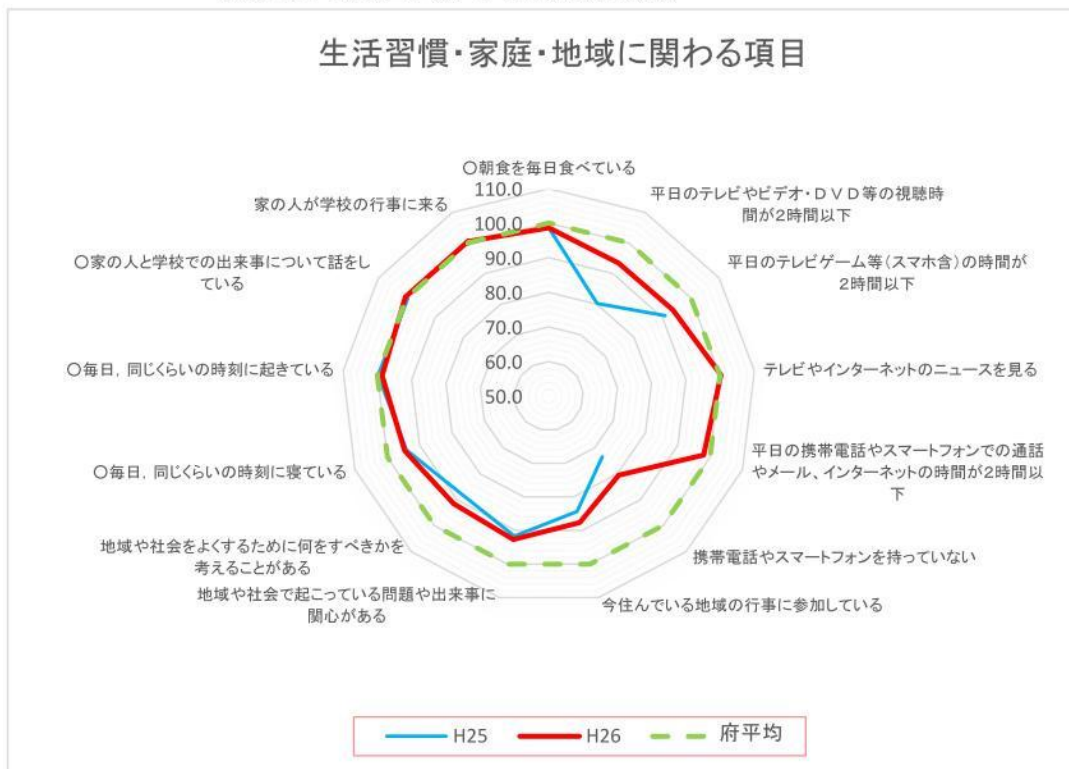 生活習慣・家庭・地域に関わる項目
〇朝食を毎日食べている
平日のテレビやビデオ・ＤＶＤ等の視聴時
間が2時間以下
平日のテレビゲーム等（スマホ含）の時間が
２時間以下
テレビやインターネットのニュースを見る
平日の携帯電話やスマートフォンでの通話
やメール、インターネットの時間が２時間以
下
携帯電話やスマートフォンを持っていない
今住んでいる地域の行事に参加している
地域や社会で起こっている問題や出来事に
関心がある
地域や社会をよくするために何をすべきかを
考えることがある
〇毎日，同じくらいの時刻に寝ている
〇毎日，同じくらいの時刻に起きている
〇家の人と学校での出来事について話をし
ている
家の人が学校の行事に来る
110.0
100.0
90.0
80.0
70.0
60.0
50.0
H25 H26 府平均